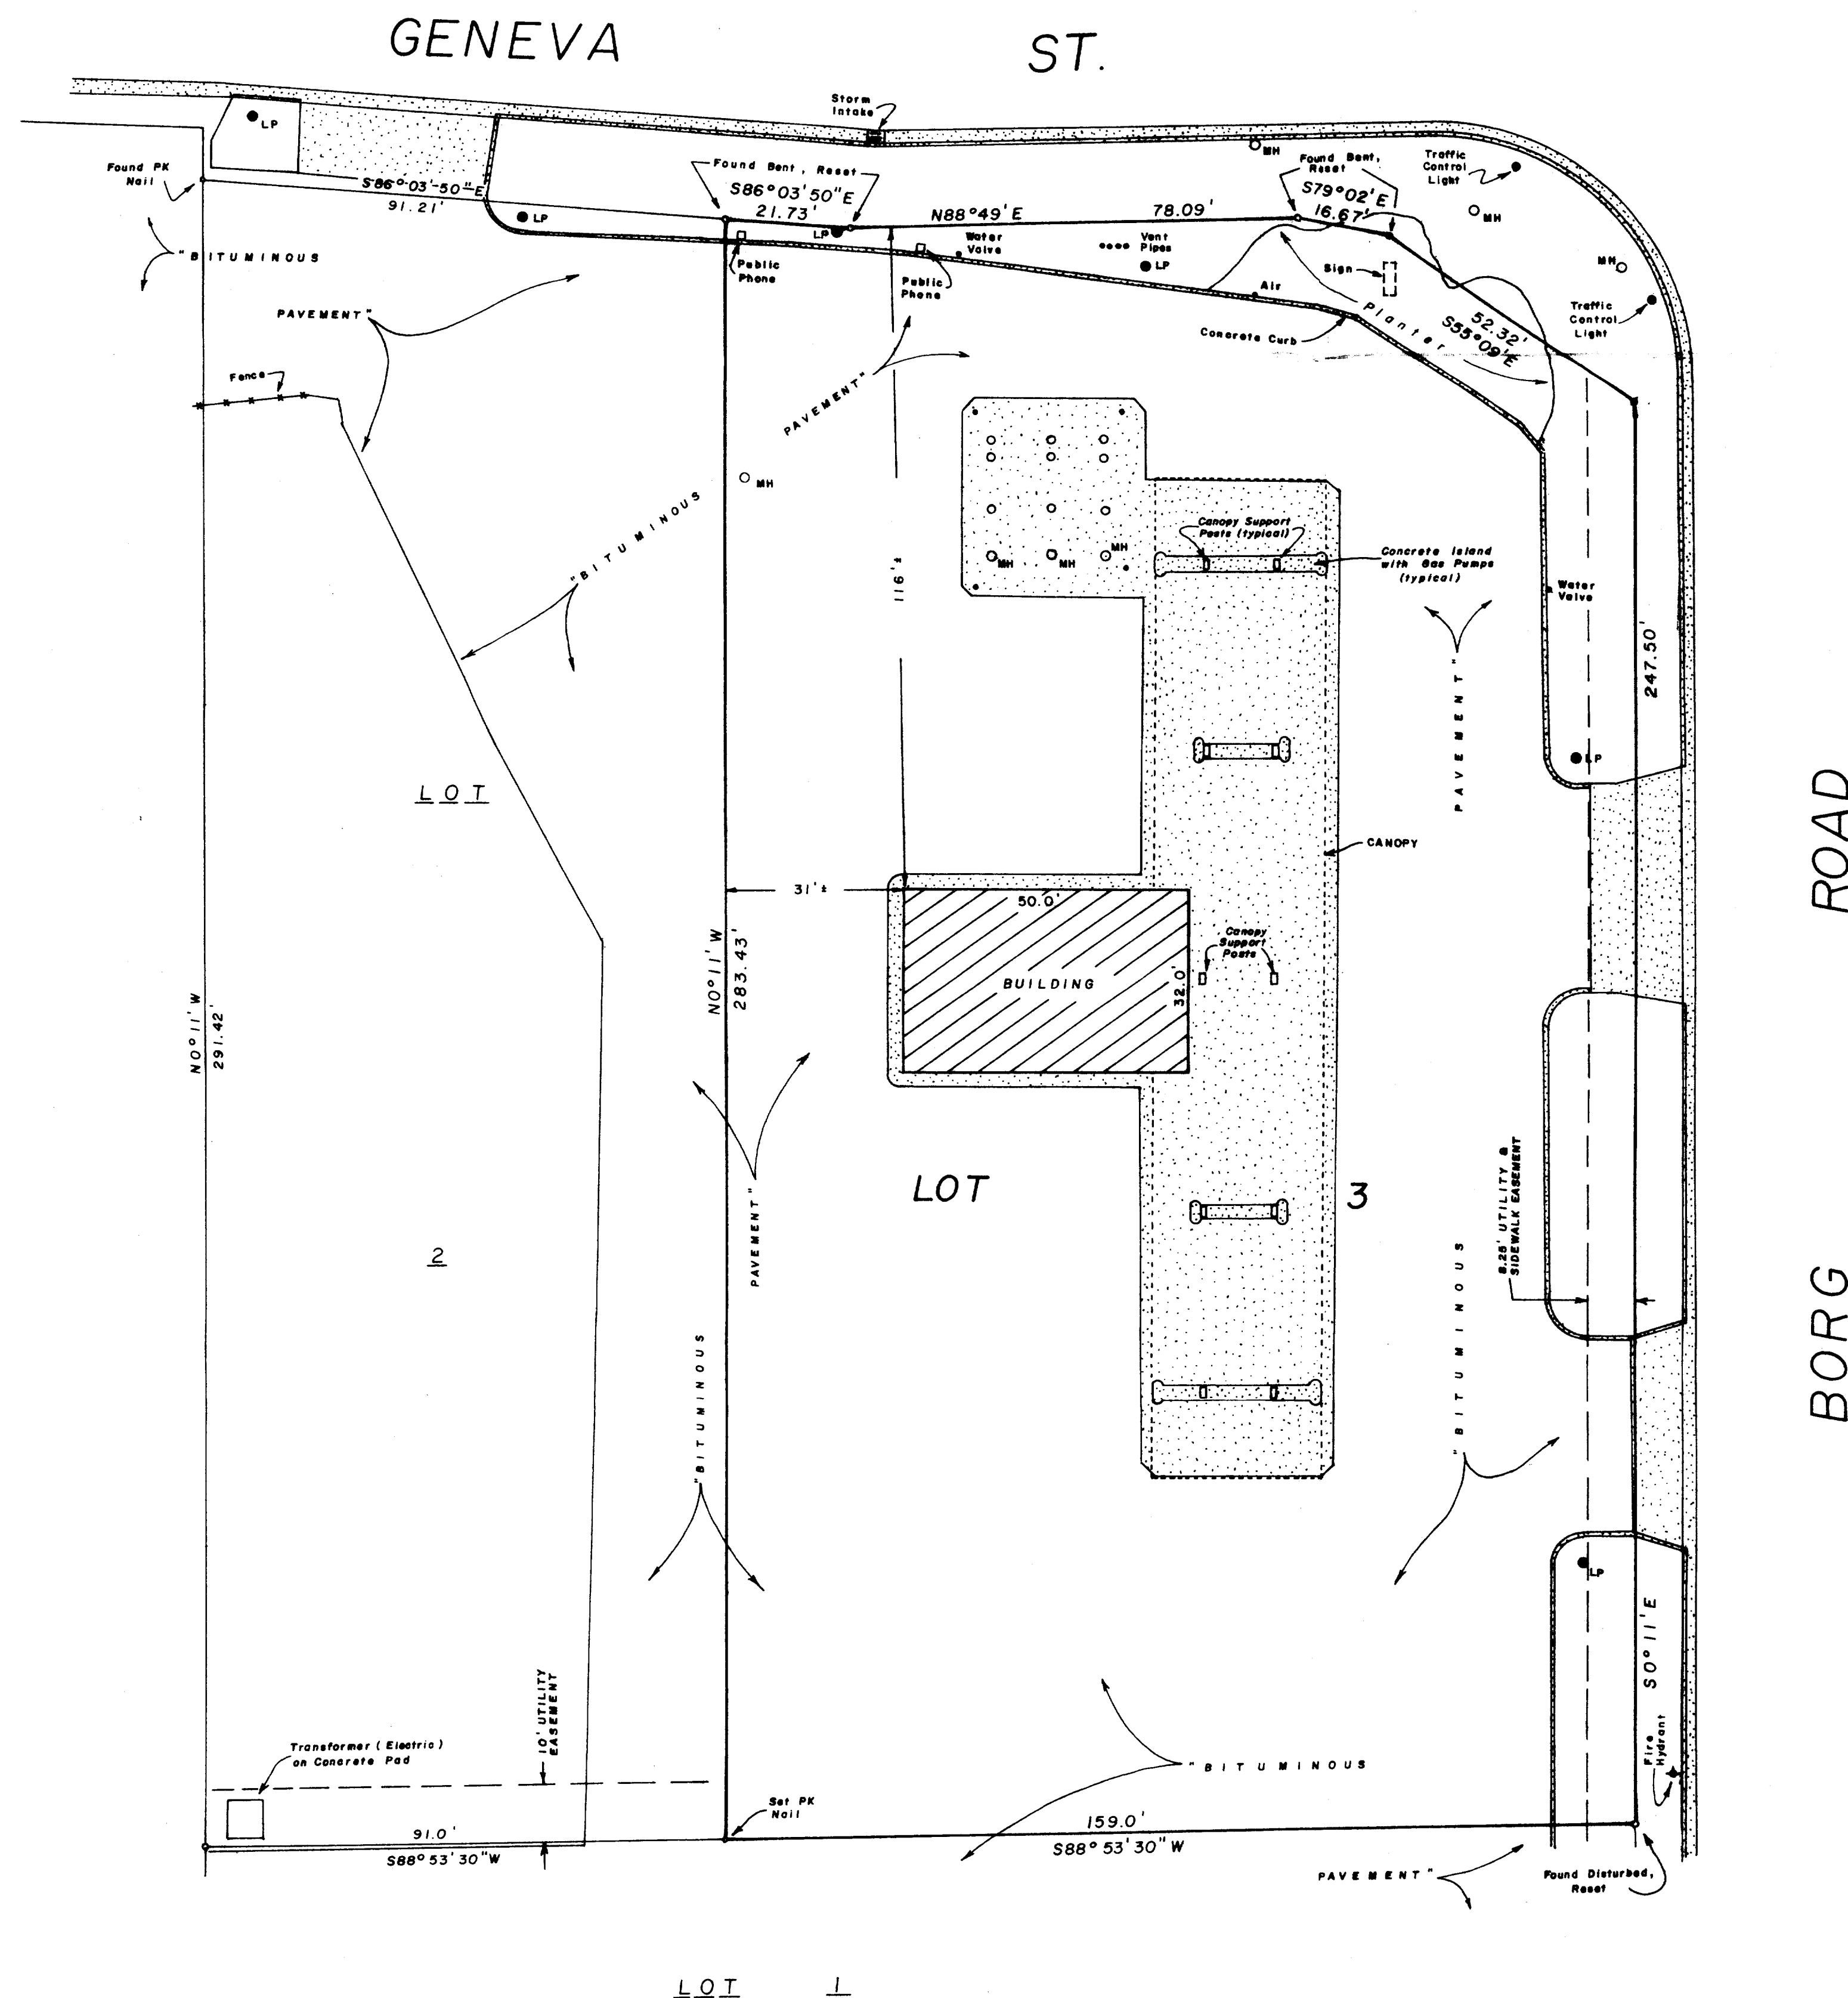 GENEVA ST.
Storm
Intake
LP
MH
Found Bent,
Reset
Traffic
Control
Light
Found PK
Nail
Found Bent, Reset
S86°03'50"E
91.21'
S86°03'50"E
21.73'
N88°49'E
78.09'
S79°02'E
16.67'
MH
LP
LP
Water
Valve
Vent
Pipes
LP
MH
"BITUMINOUS
Public
Phone
Public
Phone
Sign
Air
Planter
52.32'
S55°09'E
Traffic
Control
Light
PAVEMENT"
Concrete Curb
Fence
PAVEMENT"
MH
"BITUMINOUS
Canopy Support
Posts (typical)
MH
MH
MH
Concrete Island
with Gas Pumps
(typical)
116'±
Water
Valve
247.50'
PAVEMENT"
LP
LOT
CANOPY
ROAD
31'±
50.0'
N0°11'W
283.43'
Canopy
Support
Posts
BUILDING
32.0'
N0°11'W
291.42'
LOT 3
PAVEMENT"
8.25' UTILITY &
SIDEWALK EASEMENT
2
"BITUMINOUS
BORG
"BITUMINOUS
LP
S0°11'E
10' UTILITY
EASEMENT
Transformer (Electric)
on Concrete Pad
Fire
Hydrant
"BITUMINOUS
Set PK
Nail
91.0'
S88°53'30"W
159.0'
S88°53'30"W
PAVEMENT"
Found Disturbed,
Reset
LOT 1